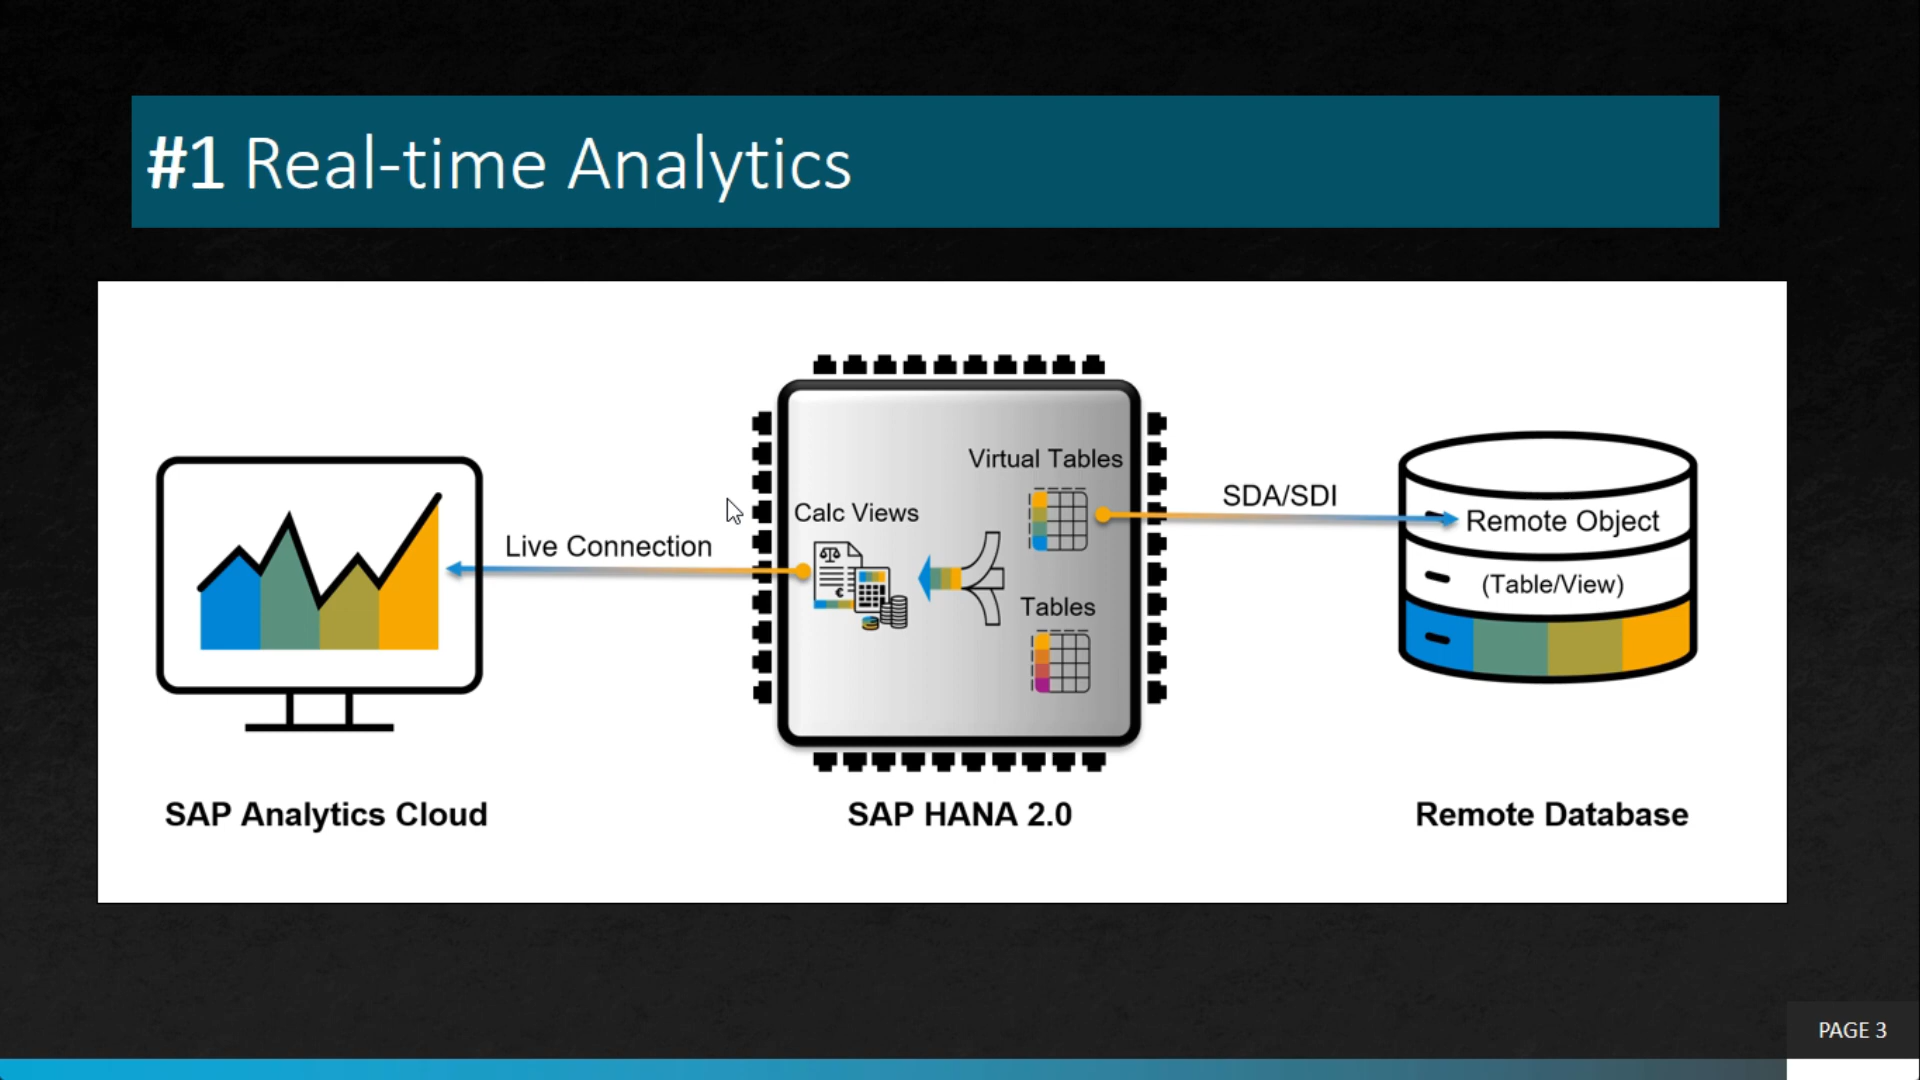 #1 Real-time Analytics
Virtual Tables
SDA/SDI
Calc Views
Remote Object
Live Connection
(Table/View)
Tables
€
SAP Analytics Cloud
SAP HANA 2.0
Remote Database
PAGE 3